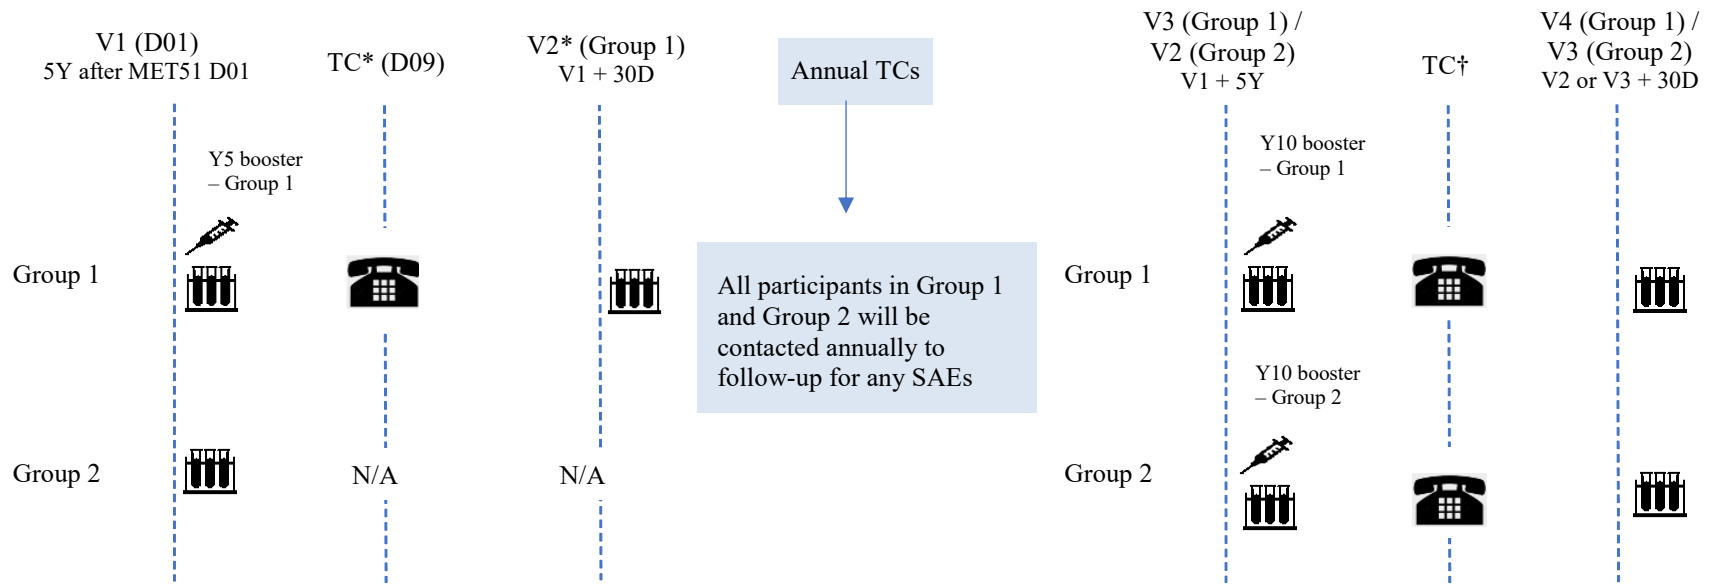 V1 (D01)
5Y after MET51 D01
TC* (D09)
V2* (Group 1)
V1 + 30D
Annual TCs
V3 (Group 1) /
V2 (Group 2)
V1 + 5Y
TC†
V4 (Group 1) /
V3 (Group 2)
V2 or V3 + 30D
Y5 booster
– Group 1
Y10 booster
– Group 1
Group 1
All participants in Group 1
and Group 2 will be
contacted annually to
follow-up for any SAEs
Group 1
Y10 booster
– Group 2
Group 2
N/A
N/A
Group 2